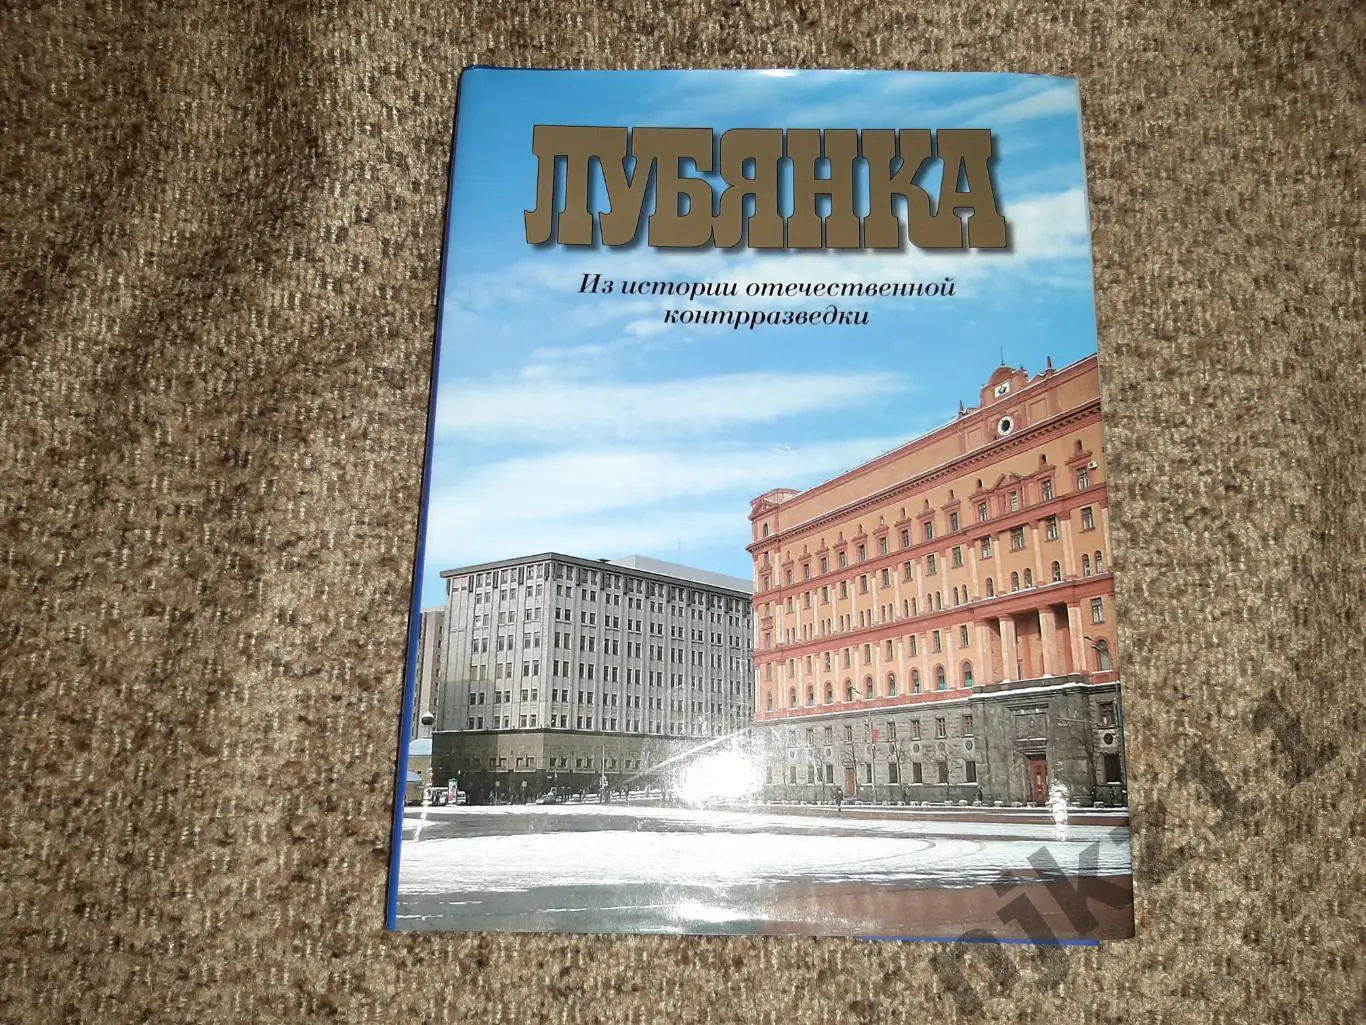 ЛУБЯНКА
Из истории отечественной
контрразведки